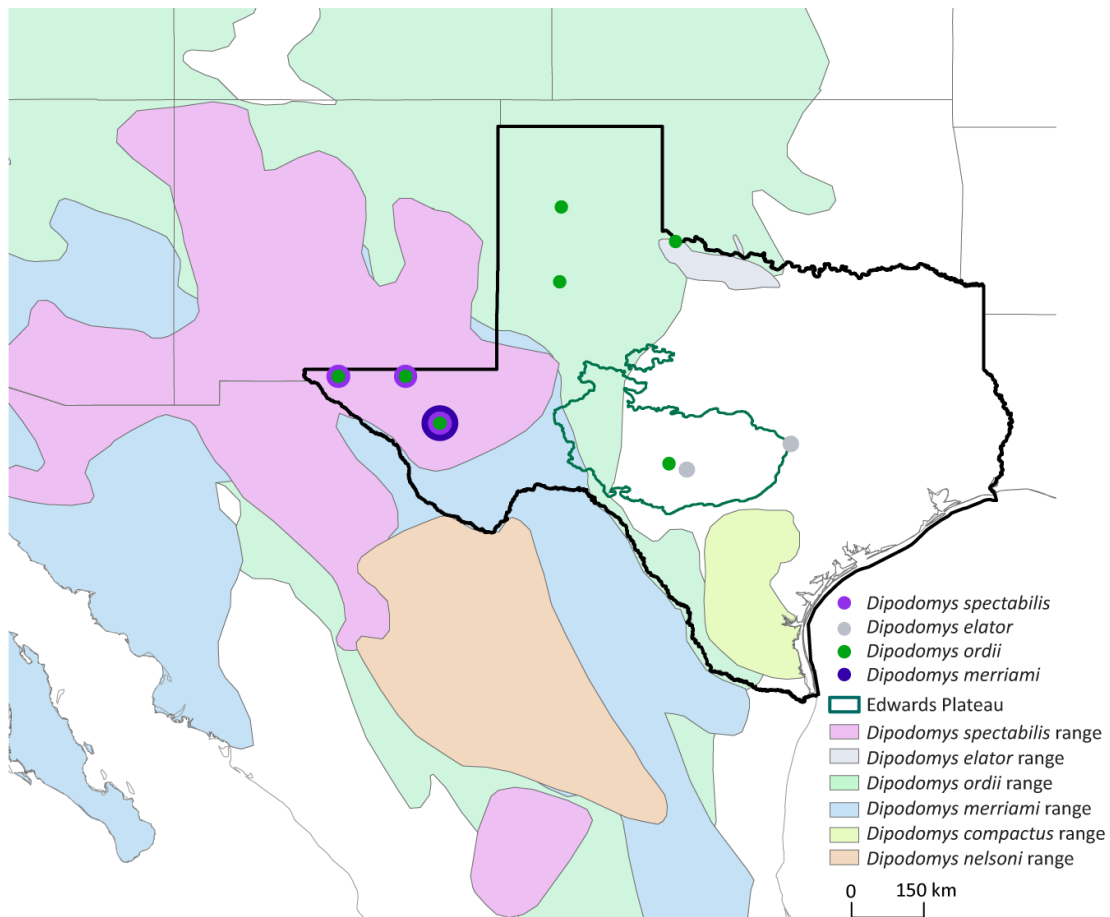 Dipodomys spectabilis
Dipodomys elator
Dipodomys ordii
Dipodomys merriami
Edwards Plateau
Dipodomys spectabilis range
Dipodomys elator range
Dipodomys ordii range
Dipodomys merriami range
Dipodomys compactus range
Dipodomys nelsoni range
0 150 km